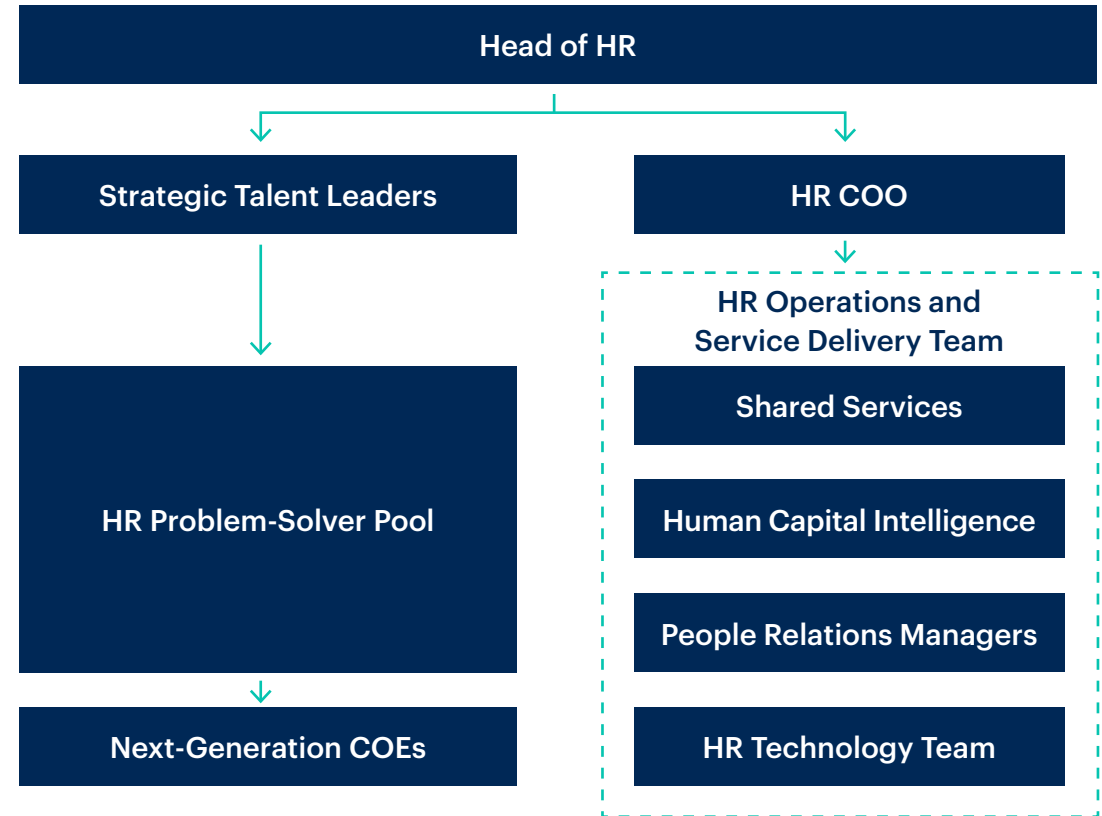 Head of HR
Strategic Talent Leaders
HR COO
HR Operations and
Service Delivery Team
Shared Services
HR Problem-Solver Pool
Human Capital Intelligence
People Relations Managers
Next-Generation COEs
HR Technology Team